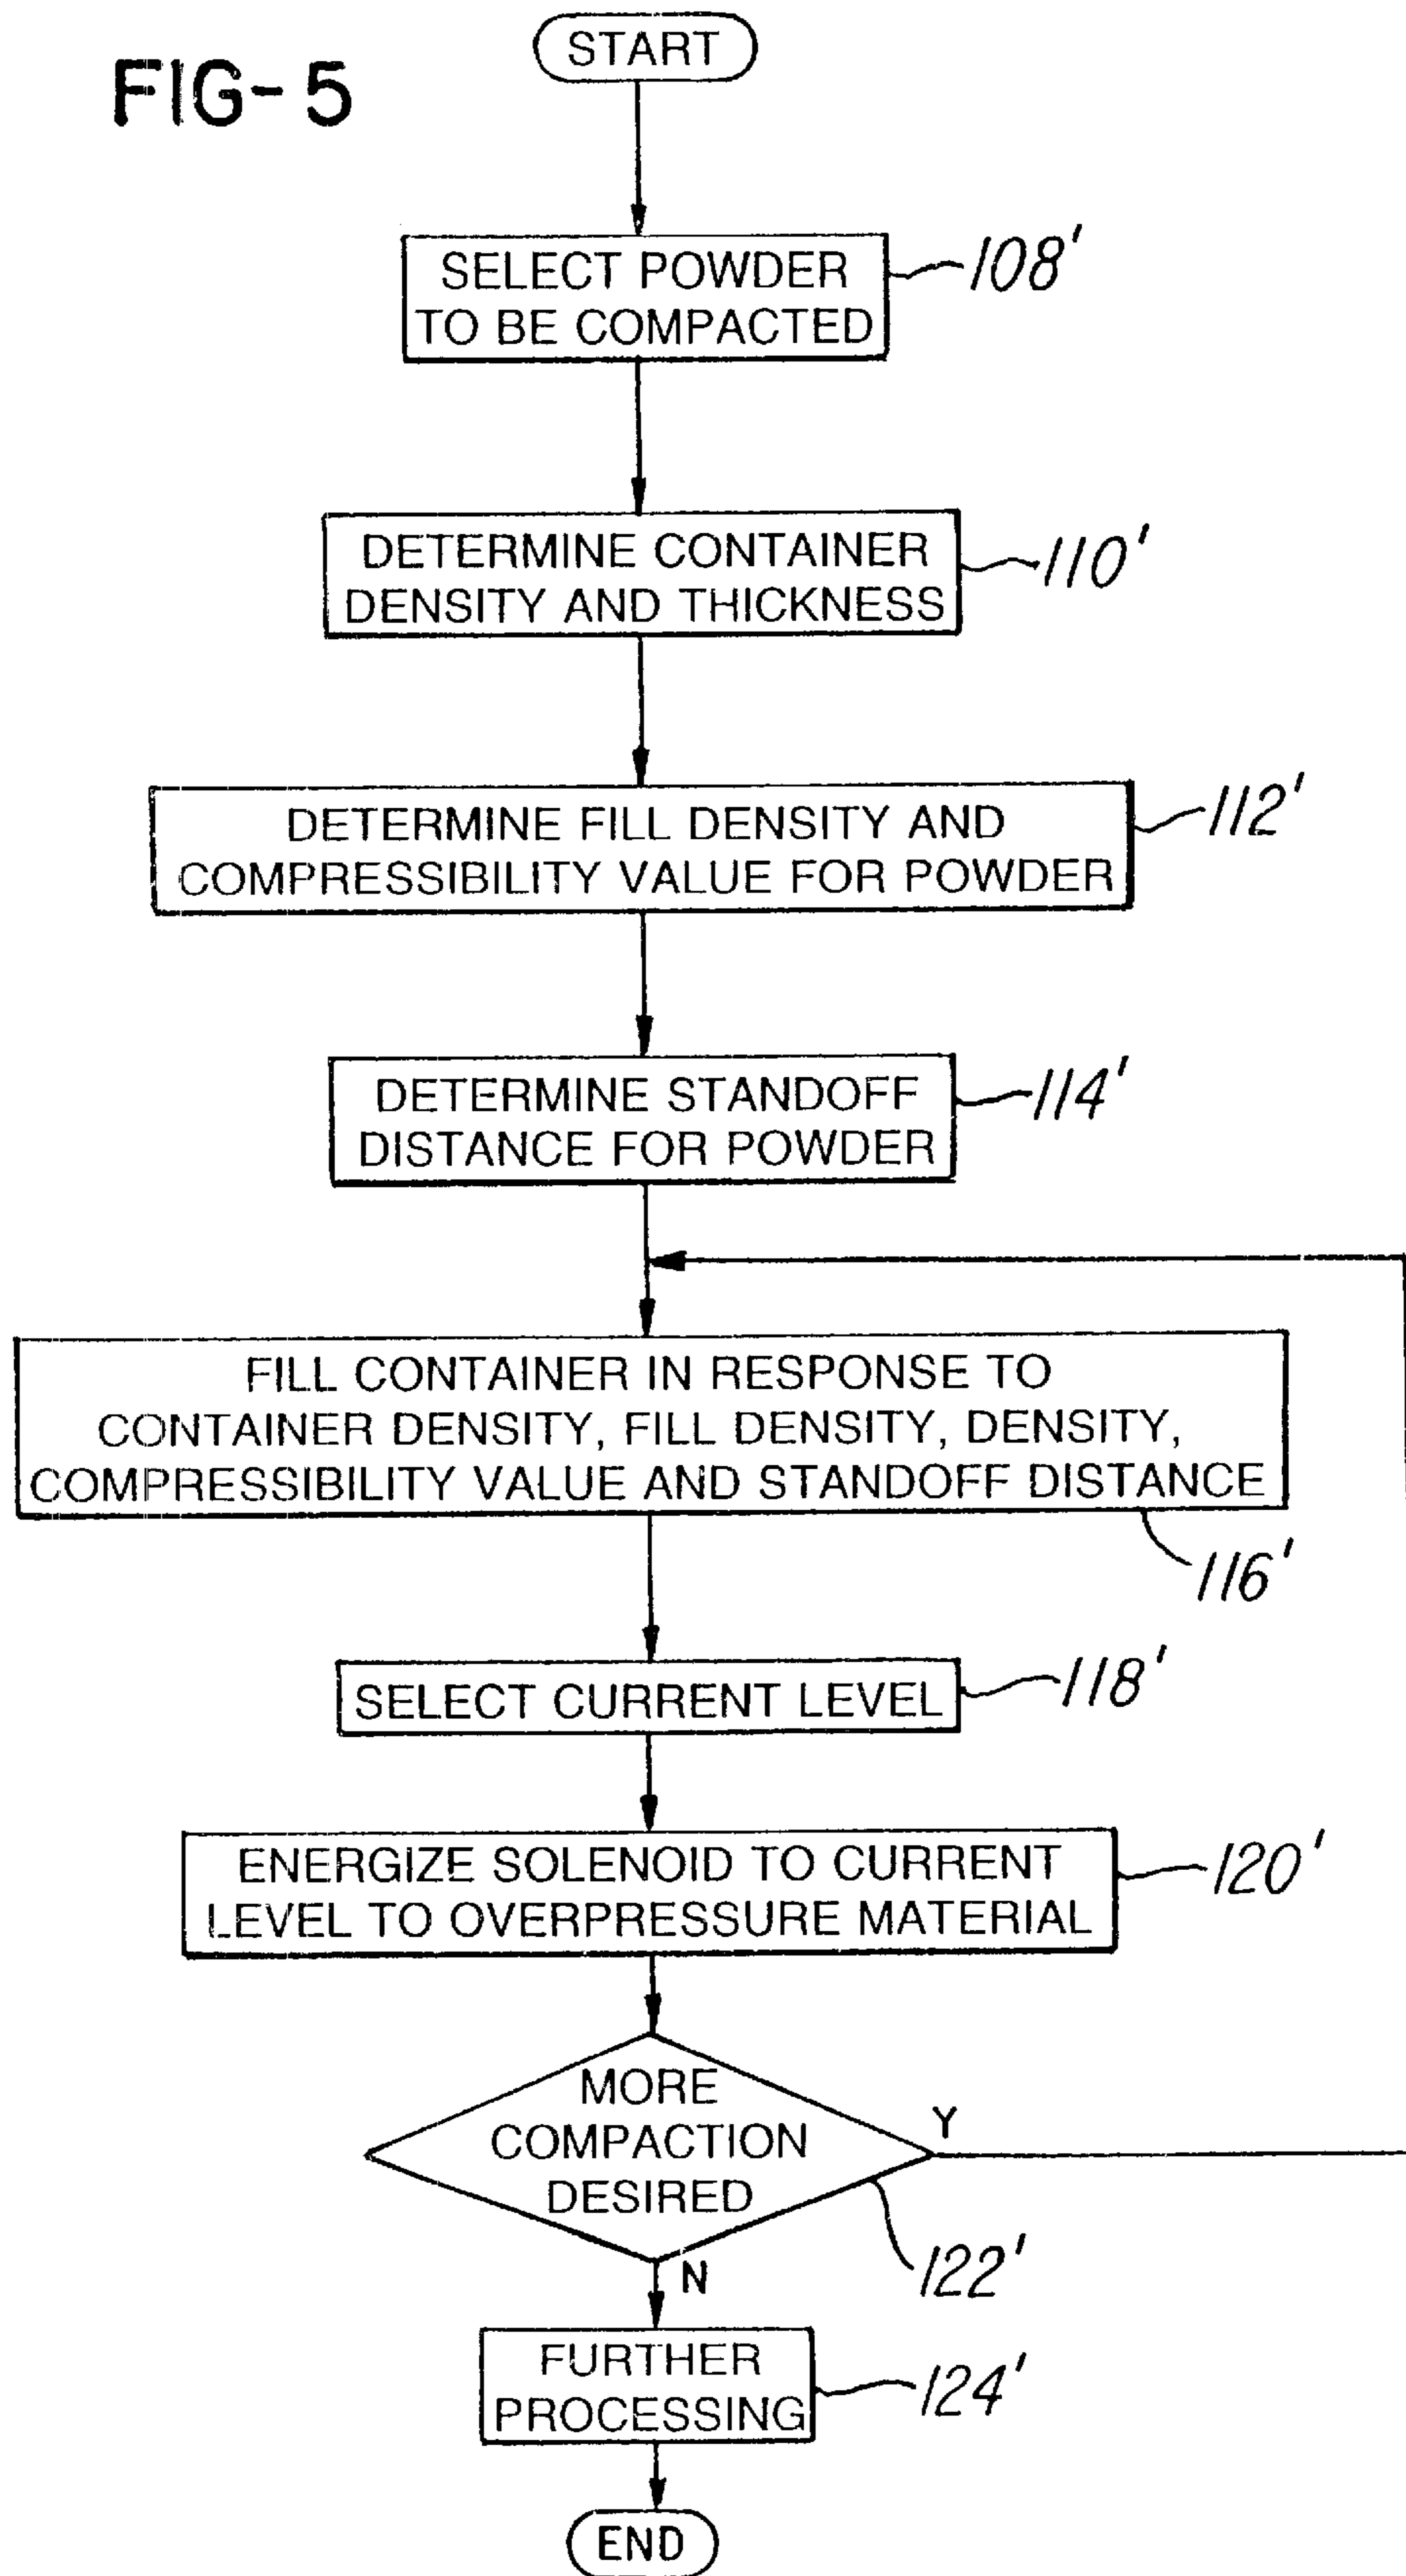 FIG-5
START
SELECT POWDER
TO BE COMPACTED
108'
DETERMINE CONTAINER
DENSITY AND THICKNESS
110'
DETERMINE FILL DENSITY AND
COMPRESSIBILITY VALUE FOR POWDER
112'
DETERMINE STANDOFF
DISTANCE FOR POWDER
114'
FILL CONTAINER IN RESPONSE TO
CONTAINER DENSITY, FILL DENSITY, DENSITY,
COMPRESSIBILITY VALUE AND STANDOFF DISTANCE
116'
SELECT CURRENT LEVEL
118'
ENERGIZE SOLENOID TO CURRENT
LEVEL TO OVERPRESSURE MATERIAL
120'
MORE
COMPACTION
DESIRED
Y
122'
N
FURTHER
PROCESSING
124'
END